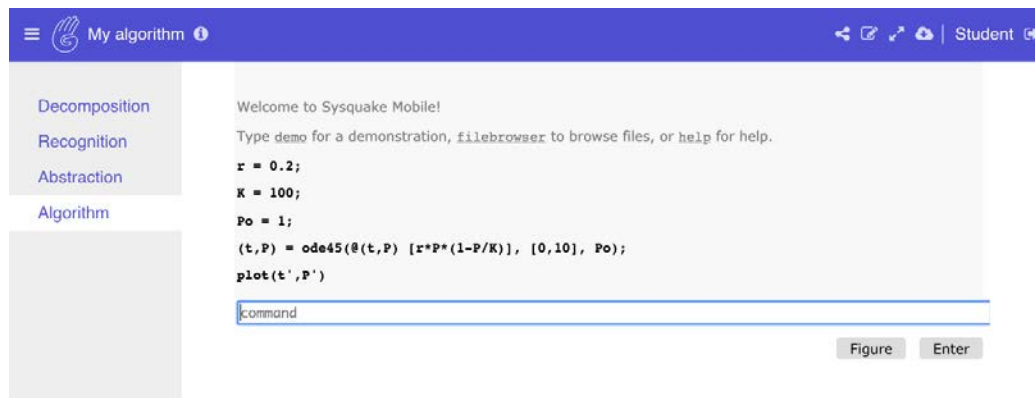 My algorithm
Student
Decomposition
Recognition
Abstraction
Algorithm
Welcome to Sysquake Mobile!
Type demo for a demonstration, filebrowser to browse files, or help for help.
r = 0.2;
K = 100;
Po = 1;
(t,P) = ode45(@(t,P) [r*P*(1-P/K)], [0,10], Po);
plot(t',P')
command
Figure Enter